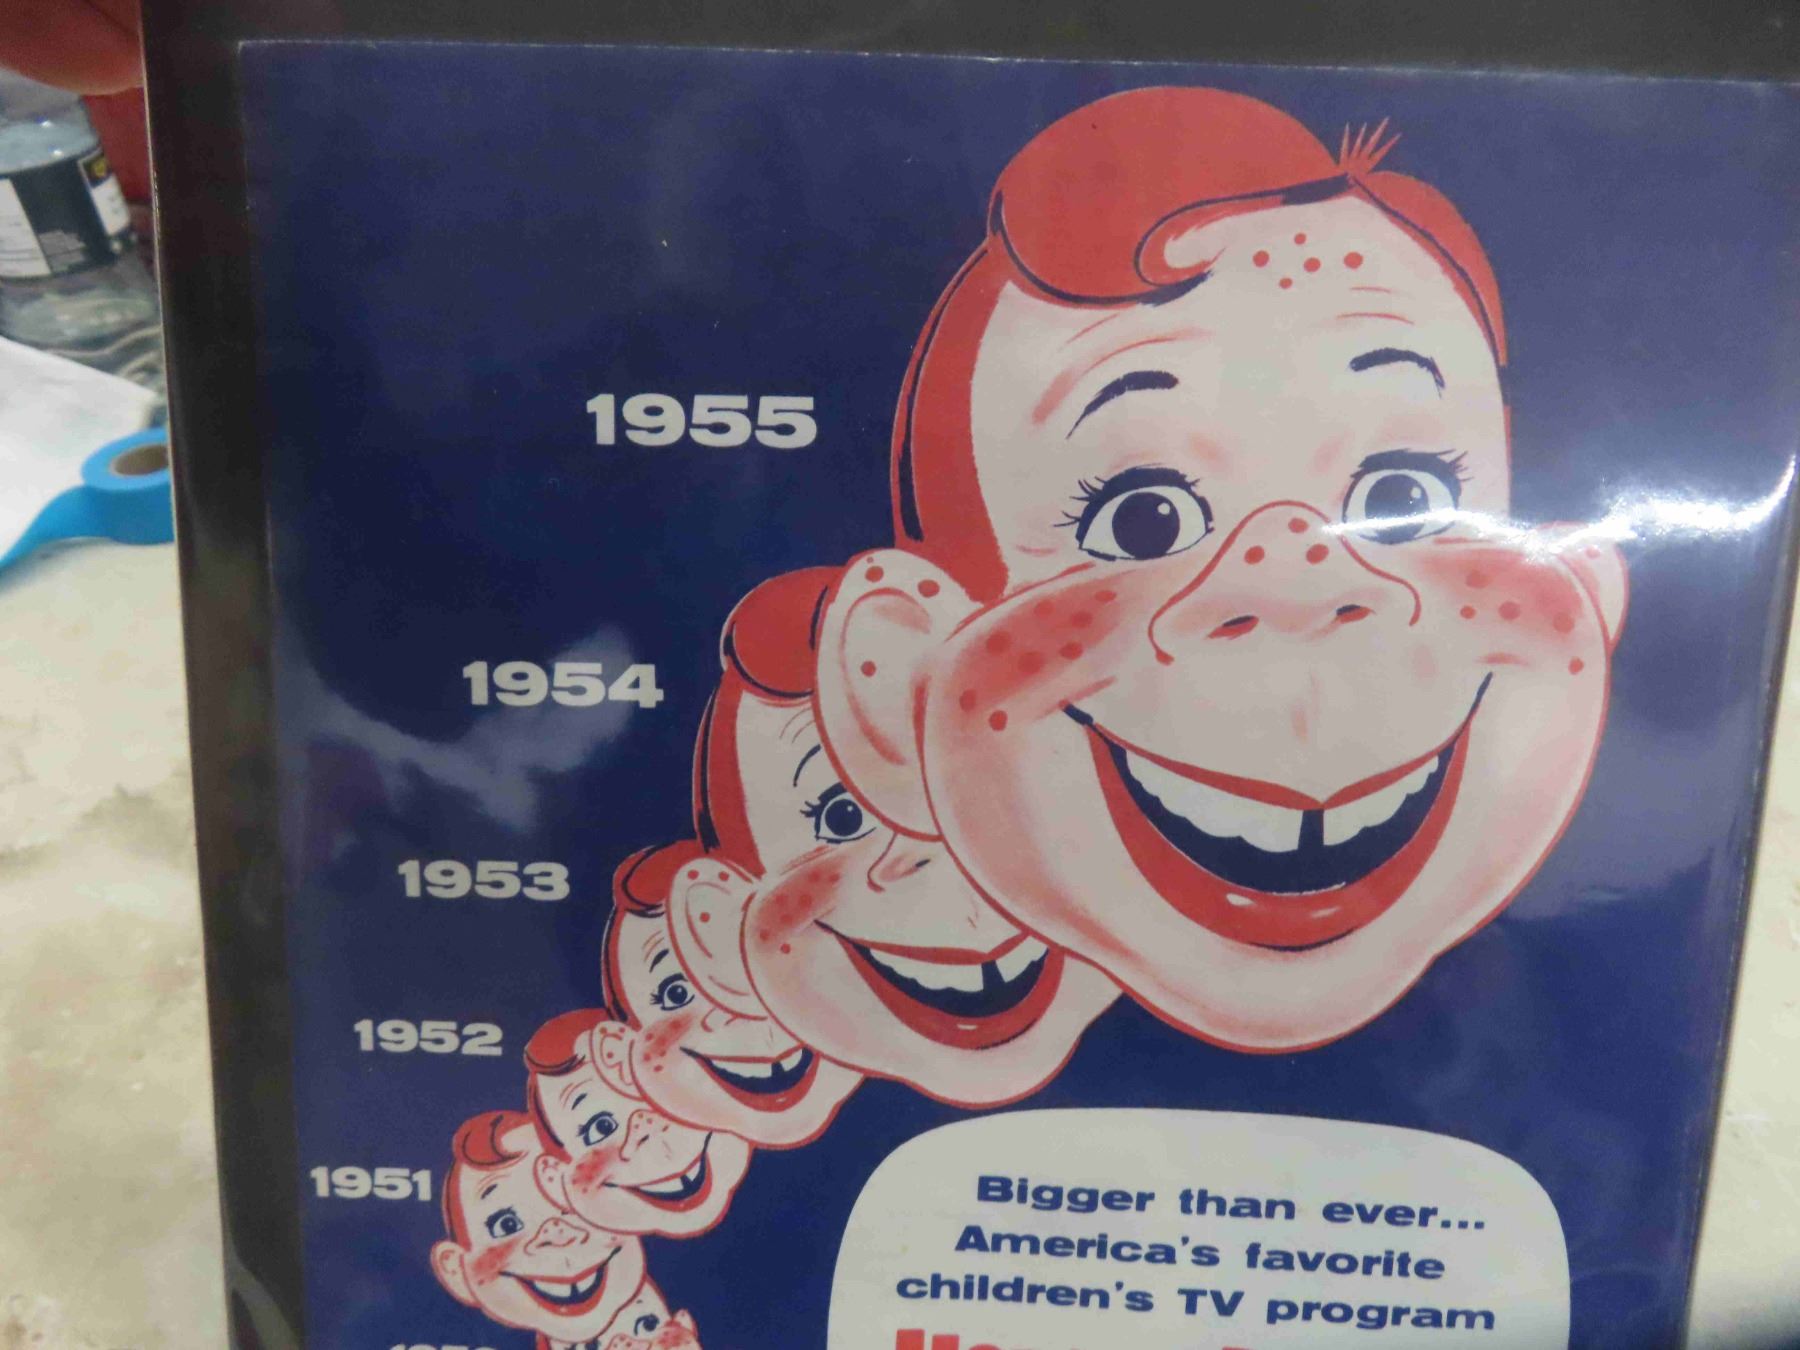 1955
1954
1953
1952
1951
Bigger than ever...
America's favorite
children's TV program